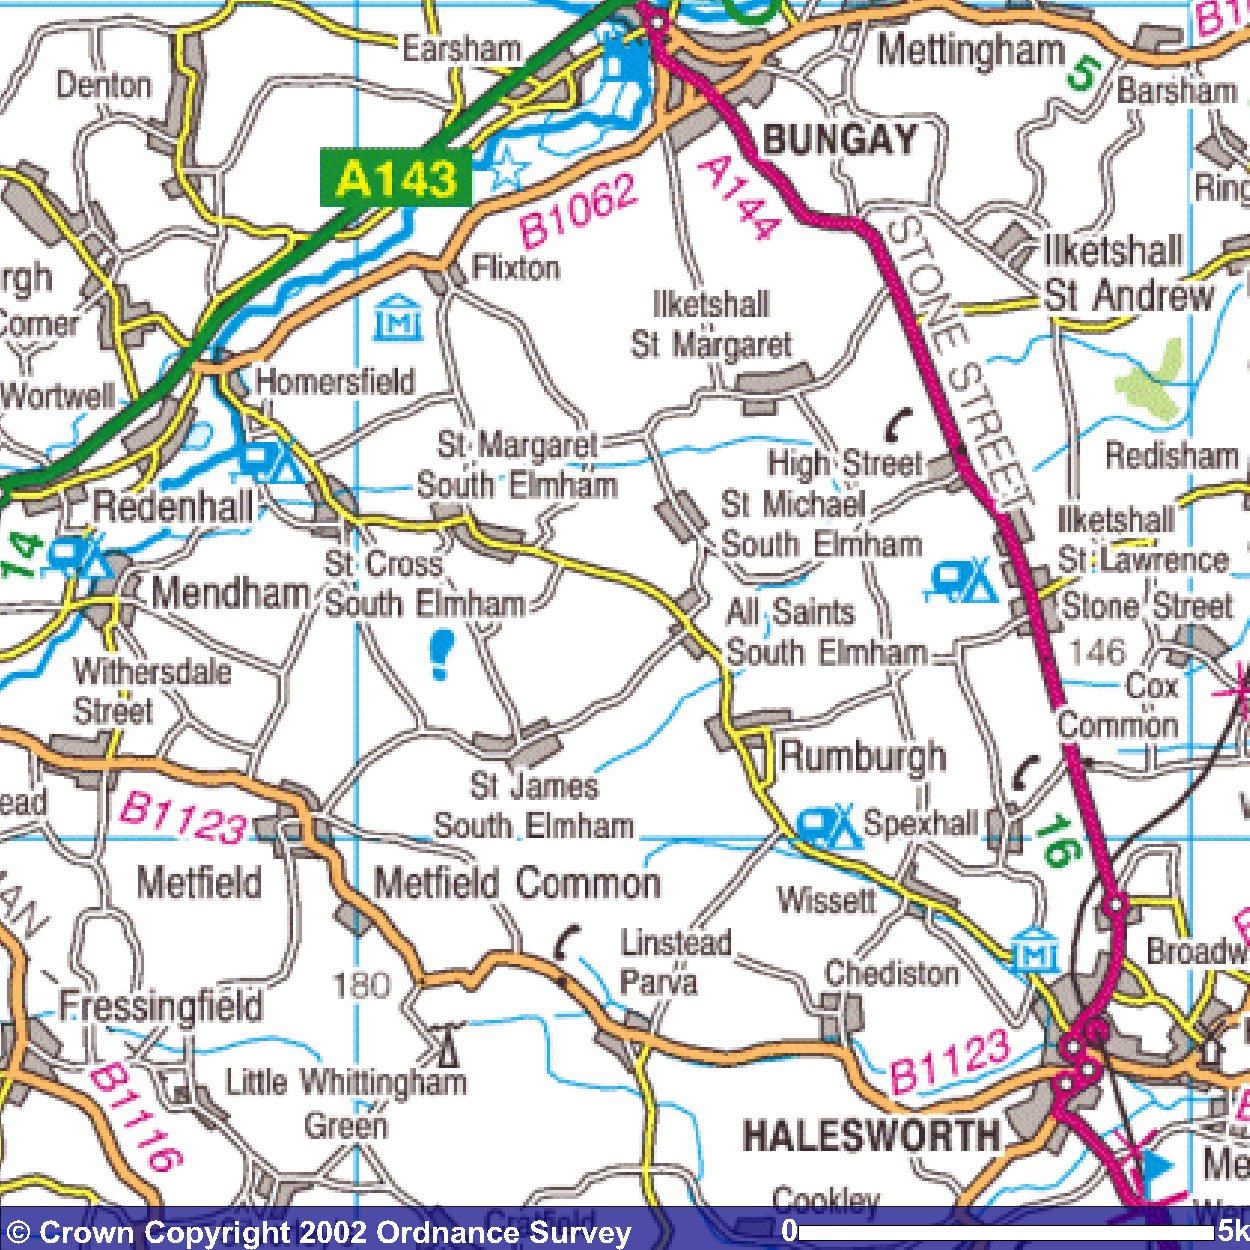 Earsham
Mettingham
B1
5
Denton
Barsham
BUNGAY
A143
A144
Ring
B1062
STONE STREET
Ilketshall
St Andrew
rgh
Flixton
Corner
Ilketshall
St Margaret
M
Homersfield
Wortwell
St Margaret
South Elmham
High Street
Redisham
Redenhall
St Michael
South Elmham
Ilketshall
St Lawrence
14
St Cross
South Elmham
Mendham
All Saints
South Elmham
Stone Street
146
Withersdale
Street
Cox
Common
Rumburgh
St James
South Elmham
ead
B1123
Spexhall
16
Metfield
Metfield Common
MAN
Wissett
Linstead
Parva
M
Broadw
Chediston
180
Fressingfield
B1123
Little Whittingham
Green
B1116
HALESWORTH
Me
Cookley
Wen
© Crown Copyright 2002 Ordnance Survey
0
5k